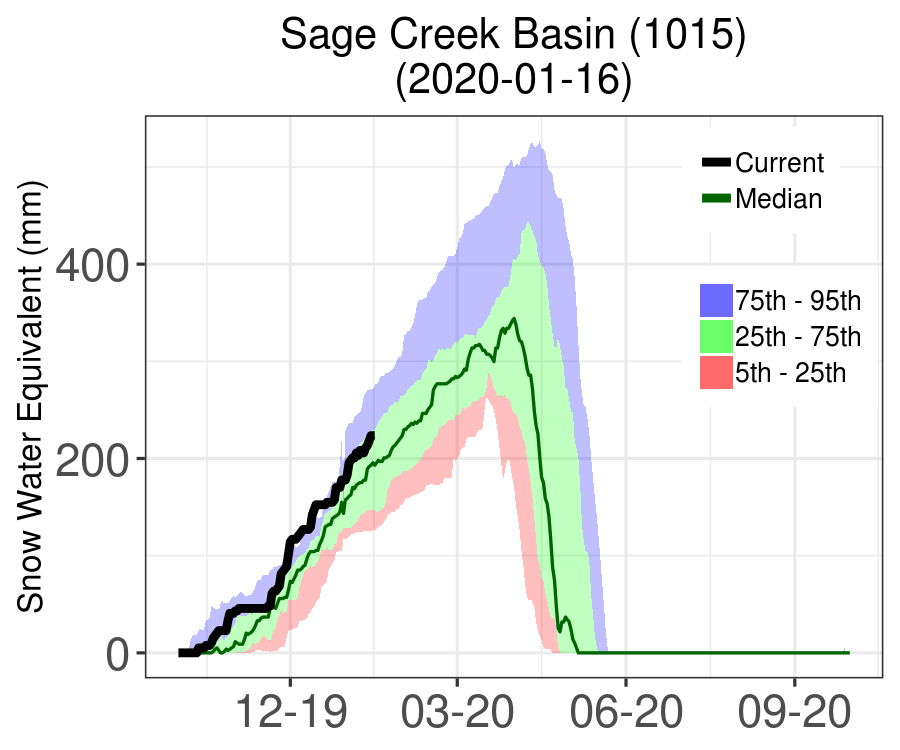 Sage Creek Basin (1015)
(2020-01-16)
Snow Water Equivalent (mm)
400
200
0
Current
Median
75th - 95th
25th - 75th
5th - 25th
12-19 03-20 06-20 09-20